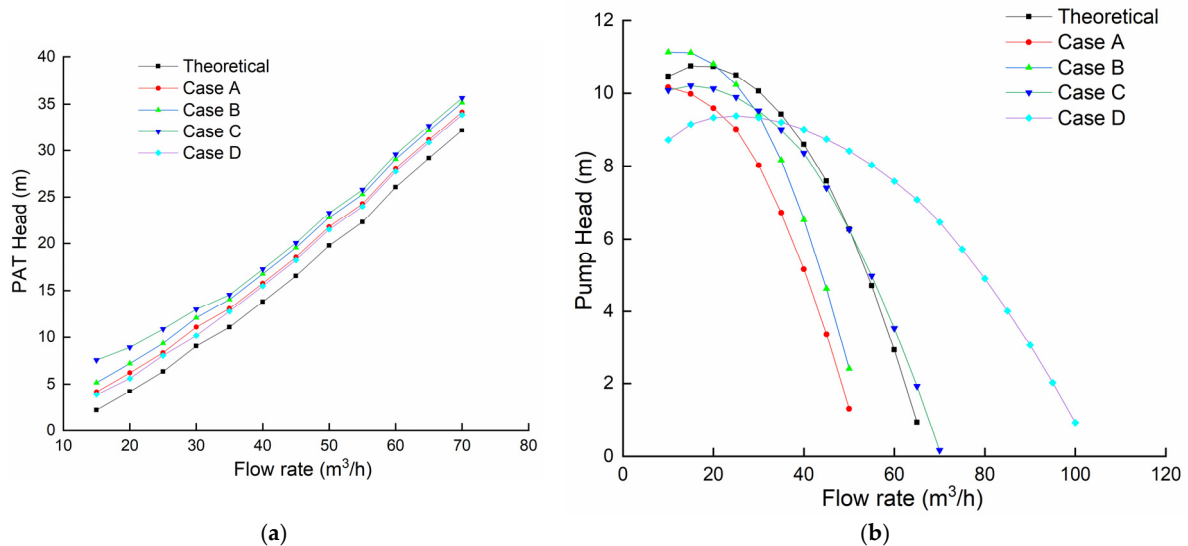 40
35
30
25
20
15
10
5
0
PAT Head (m)
Theoretical
Case A
Case B
Case C
Case D
10 20 30 40 50 60 70 80
Flow rate (m³/h)
(a)
12
10
8
6
4
2
0
Pump Head (m)
Theoretical
Case A
Case B
Case C
Case D
0 20 40 60 80 100 120
Flow rate (m³/h)
(b)